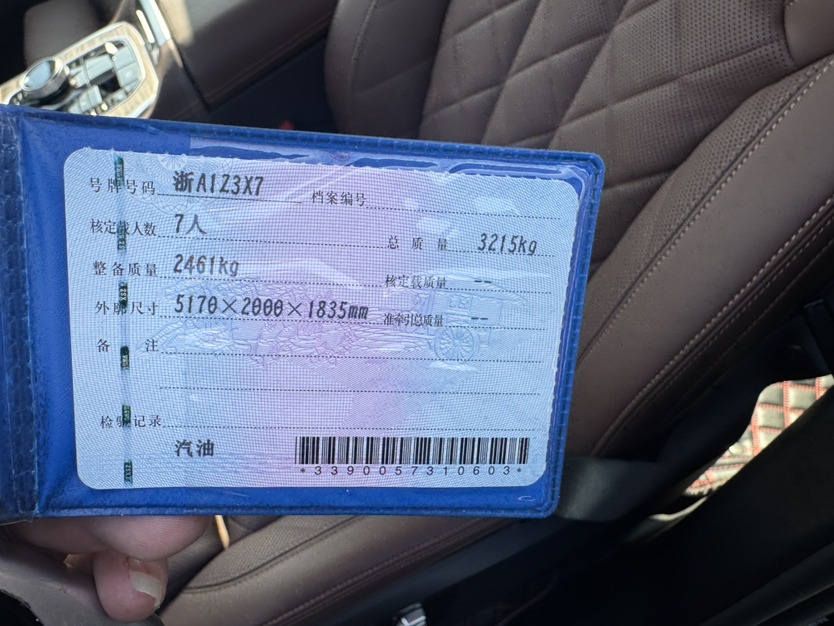 号牌号码 浙A1Z3X7 档案编号
核定载人数 7人
总质量 3215kg
整备质量 2461kg
核定载质量 --
外廓尺寸 5170×2000×1835mm 准牵引总质量 --
备注
检验记录
汽油
*3390057310603*